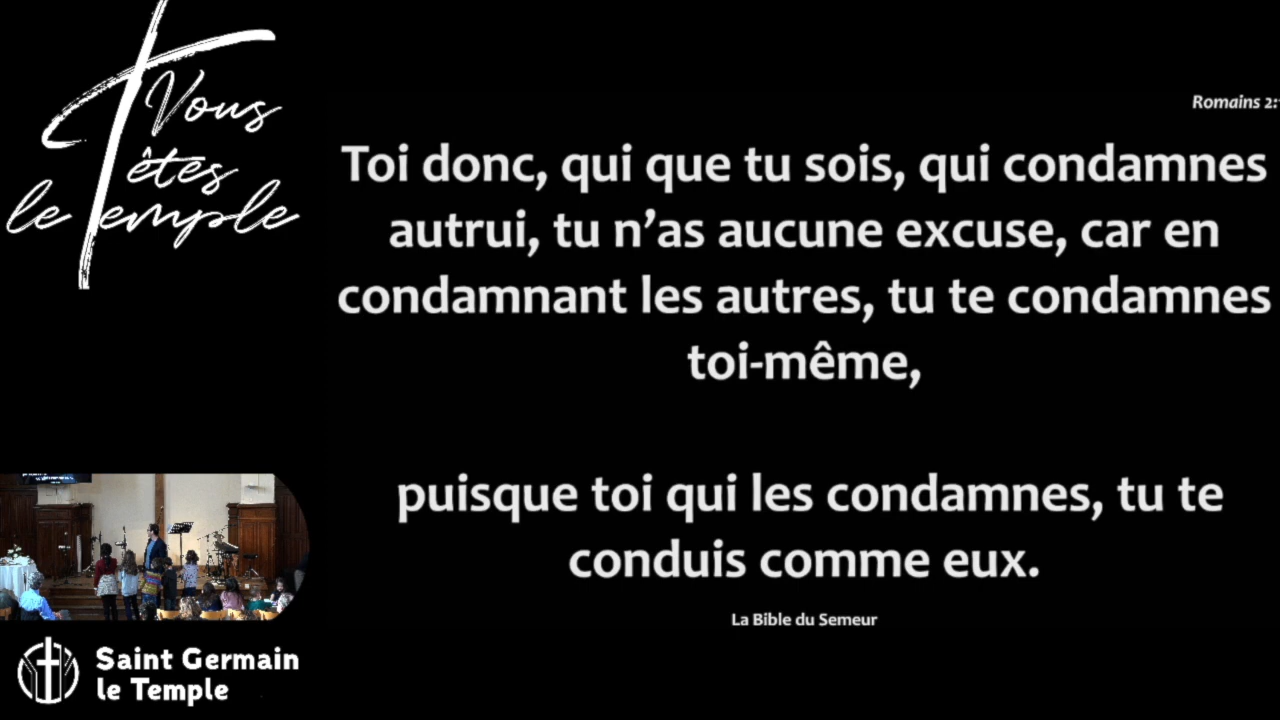 Vous
êtes
le Temple
Romains 2:
Toi donc, qui que tu sois, qui condamnes
autrui, tu n’as aucune excuse, car en
condamnant les autres, tu te condamnes
toi-même,
puisque toi qui les condamnes, tu te
conduis comme eux.
La Bible du Semeur
Saint Germain
le Temple